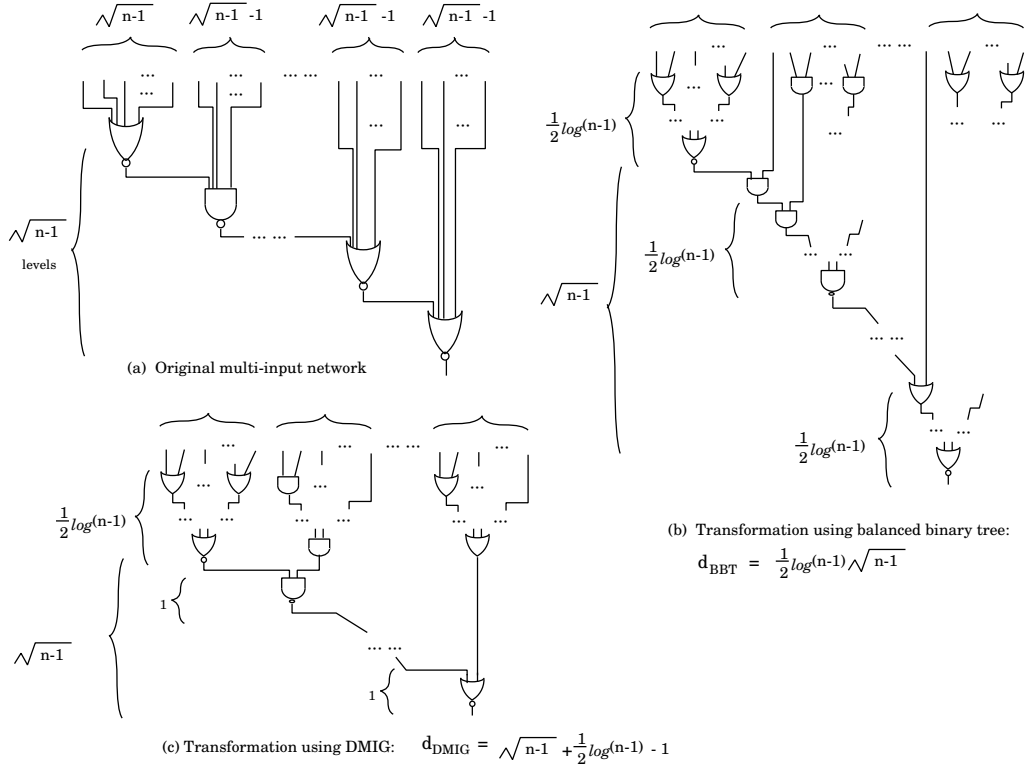 √n-1
√n-1 -1
√n-1 -1
√n-1 -1
... ... ... ... ...
... ... ...
√n-1
levels
... ...
(a) Original multi-input network
... ... ... ... ...
1/2 log(n-1)
... ...
... ... ... ... ...
...
√n-1
1/2 log(n-1)
... ...
... ...
1/2 log(n-1)
... ...
(b) Transformation using balanced binary tree:
d_BBT = 1/2 log(n-1) √n-1
... ... ... ... ...
1/2 log(n-1)
... ... ...
... ... ... ... ... ...
1
√n-1
... ...
1
(c) Transformation using DMIG: d_DMIG = √n-1 + 1/2 log(n-1) - 1